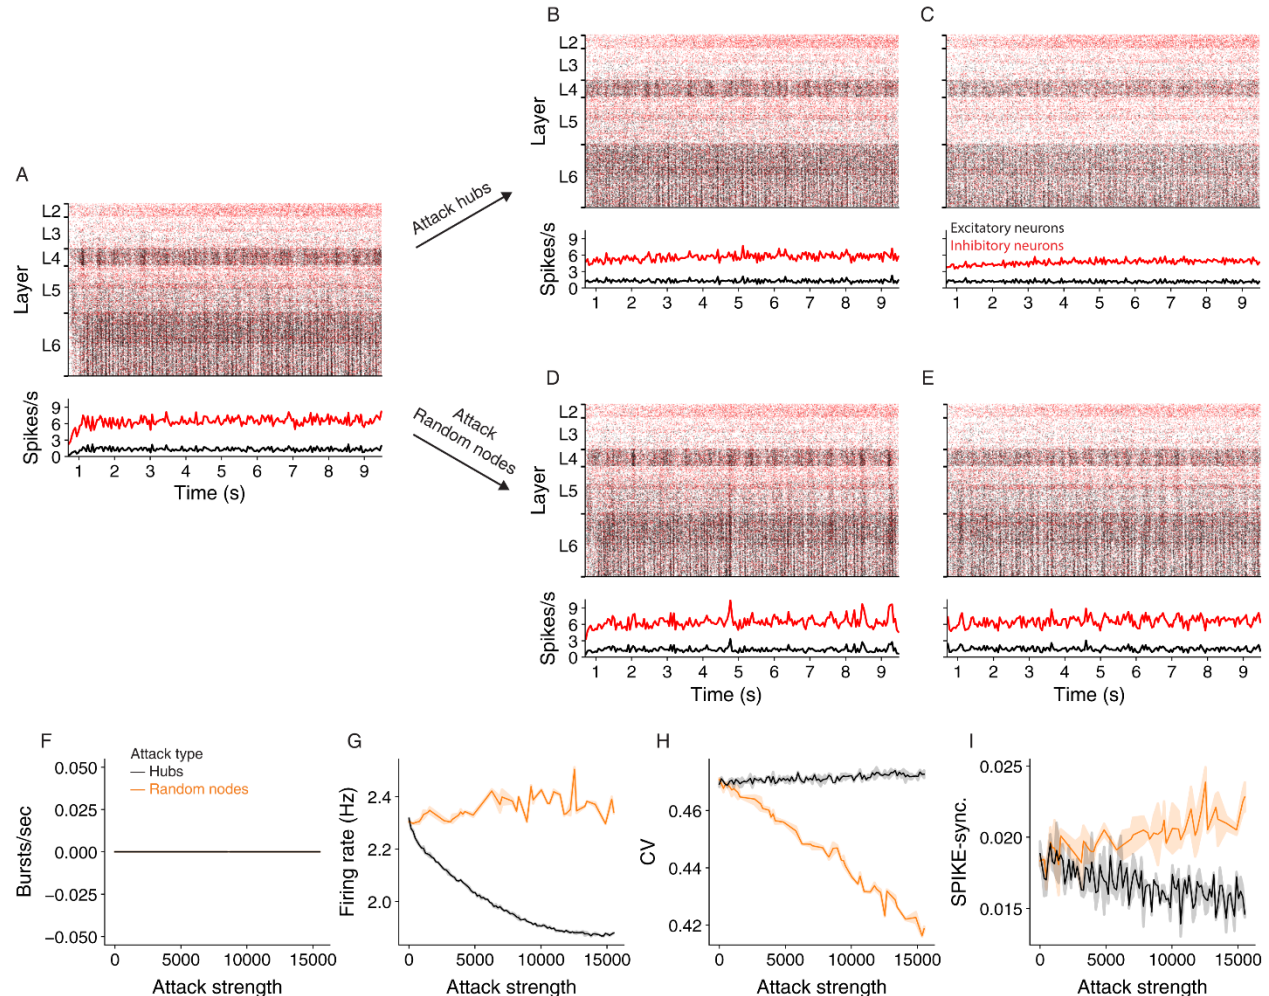 A
Layer
L2
L3
L4
L5
L6
Spikes/s
9
6
3
0
1 2 3 4 5 6 7 8 9
Time (s)
Attack hubs
Attack
Random nodes
B
Layer
L2
L3
L4
L5
L6
Spikes/s
9
6
3
0
1 2 3 4 5 6 7 8 9
C
Excitatory neurons
Inhibitory neurons
1 2 3 4 5 6 7 8 9
D
Layer
L2
L3
L4
L5
L6
Spikes/s
9
6
3
0
1 2 3 4 5 6 7 8 9
Time (s)
E
1 2 3 4 5 6 7 8 9
Time (s)
F
Attack type
Hubs
Random nodes
Bursts/sec
0.050
0.025
0.000
−0.025
−0.050
0 5000 10000 15000
Attack strength
G
Firing rate (Hz)
2.4
2.2
2.0
0 5000 10000 15000
Attack strength
H
CV
0.46
0.44
0.42
0 5000 10000 15000
Attack strength
I
SPIKE-sync.
0.025
0.020
0.015
0 5000 10000 15000
Attack strength